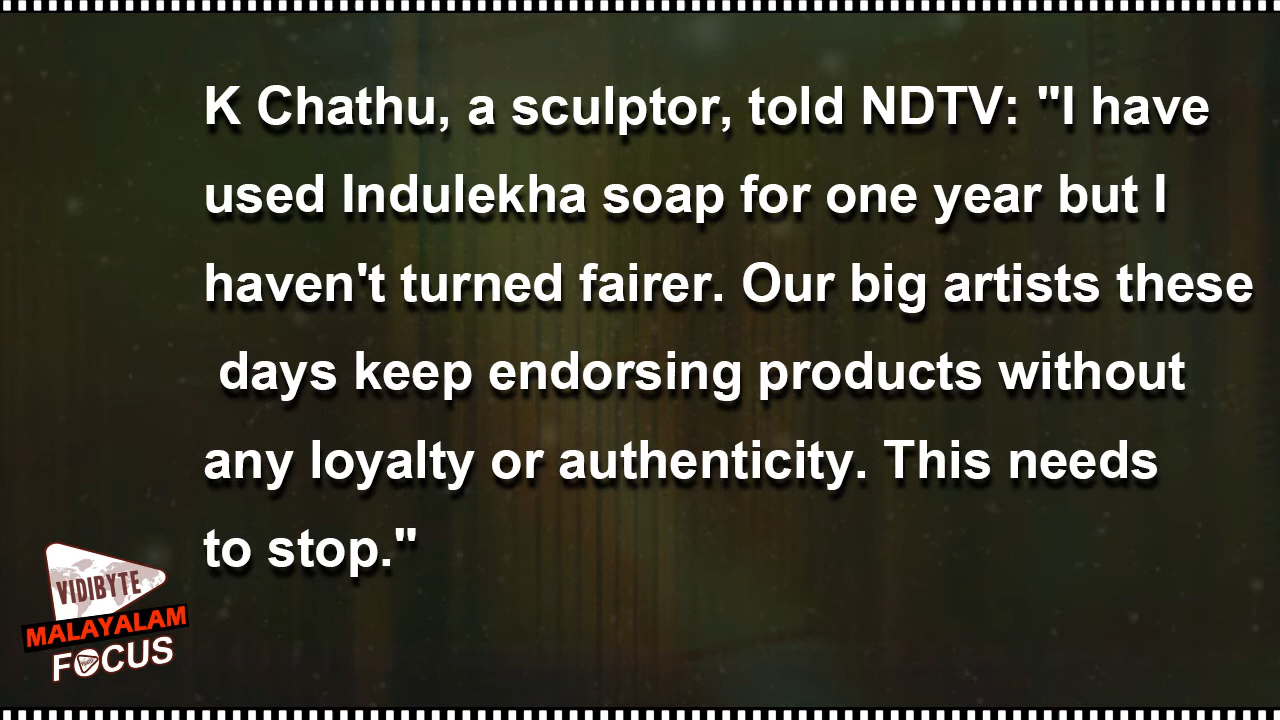 K Chathu, a sculptor, told NDTV: "I have
used Indulekha soap for one year but I
haven't turned fairer. Our big artists these
days keep endorsing products without
any loyalty or authenticity. This needs
to stop."
VIDIBYTE
MALAYALAM
FOCUS